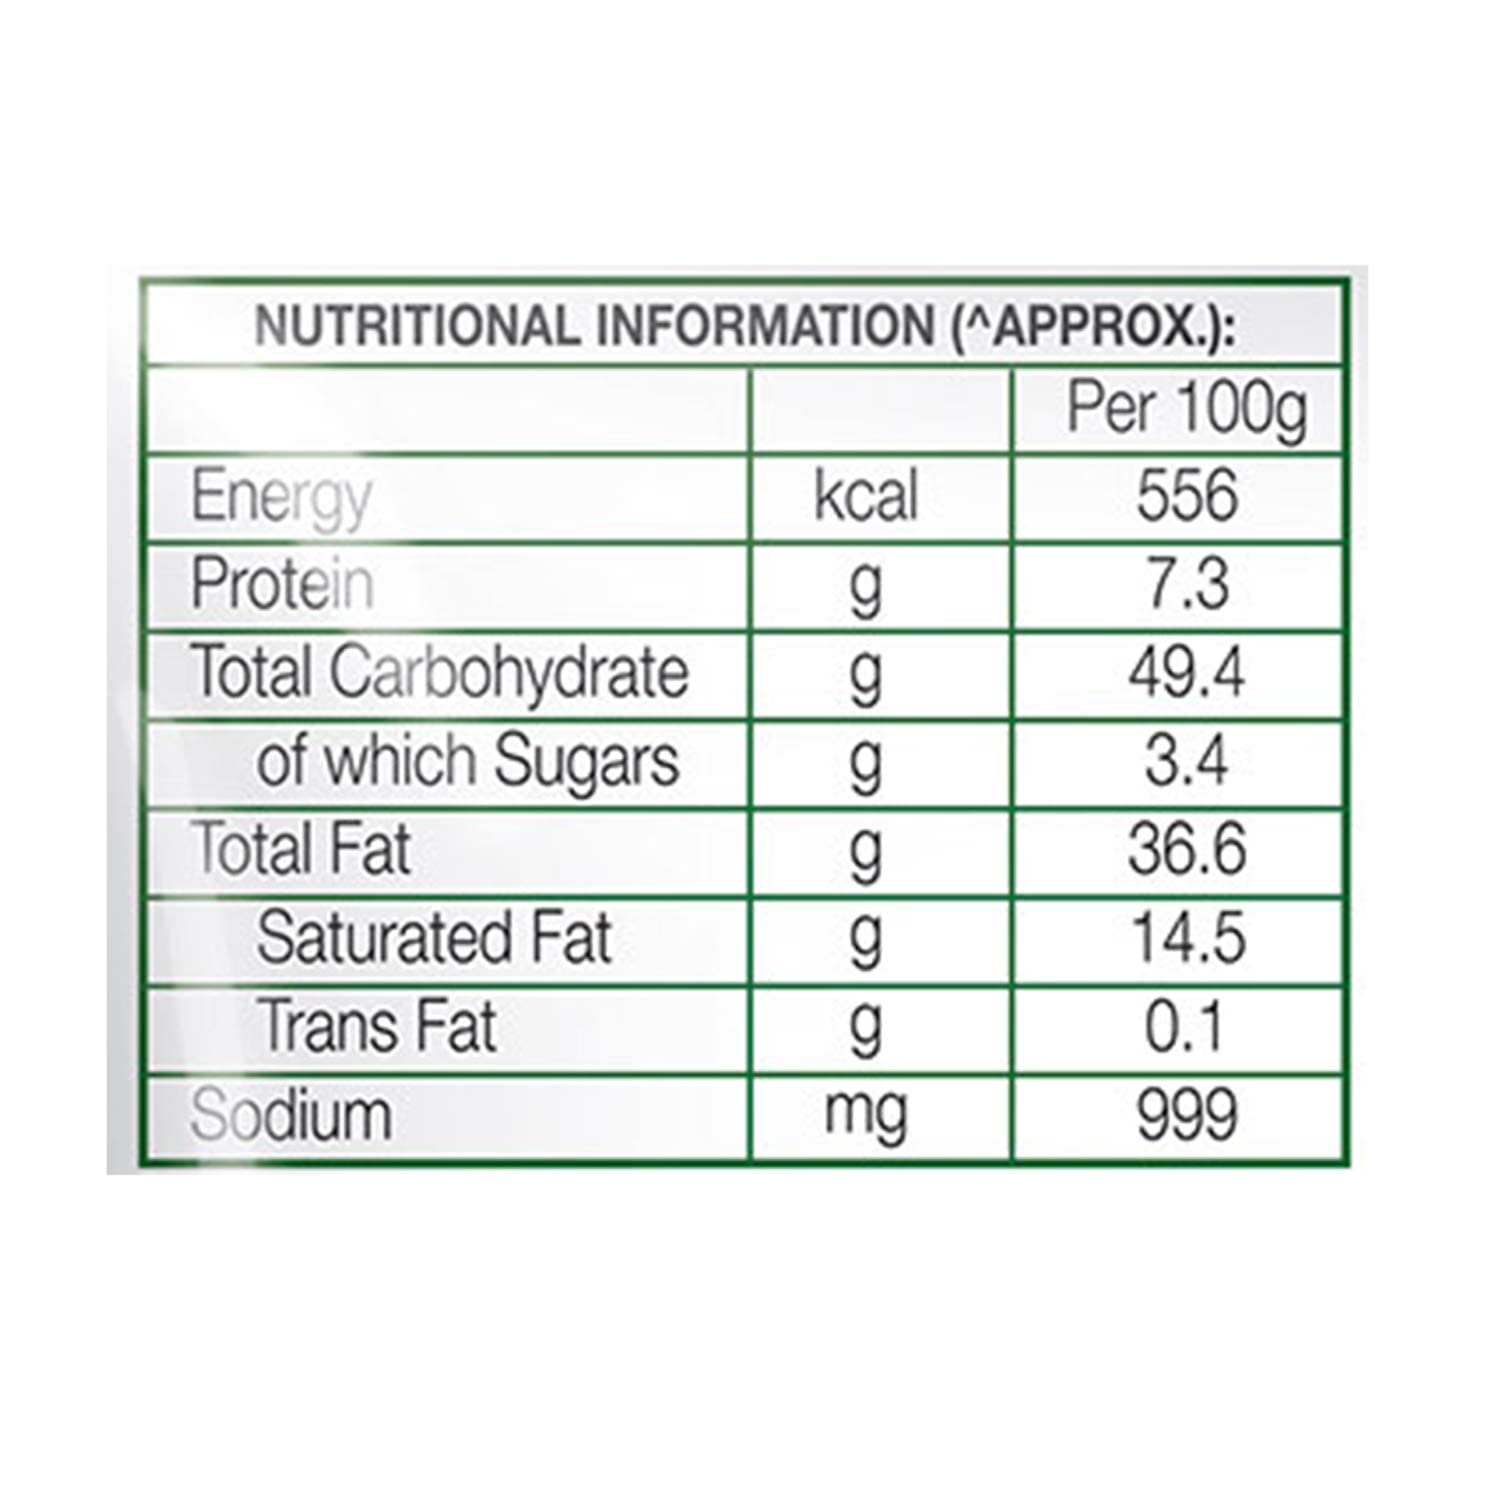 NUTRITIONAL INFORMATION (^APPROX.):
Per 100g
Energy kcal 556
Protein g 7.3
Total Carbohydrate g 49.4
of which Sugars g 3.4
Total Fat g 36.6
Saturated Fat g 14.5
Trans Fat g 0.1
Sodium mg 999